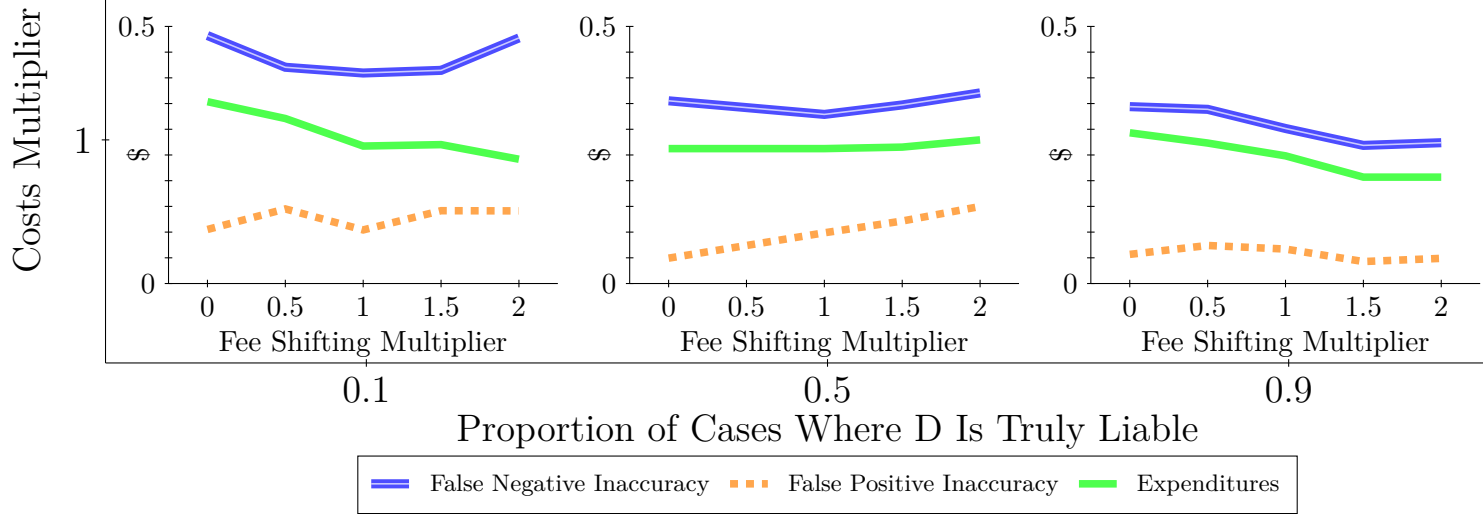 Costs Multiplier
1
0.5
$
0
0 0.5 1 1.5 2
Fee Shifting Multiplier
0.5
$
0
0 0.5 1 1.5 2
Fee Shifting Multiplier
0.5
$
0
0 0.5 1 1.5 2
Fee Shifting Multiplier
0.1 0.5 0.9
Proportion of Cases Where D Is Truly Liable
False Negative Inaccuracy False Positive Inaccuracy Expenditures